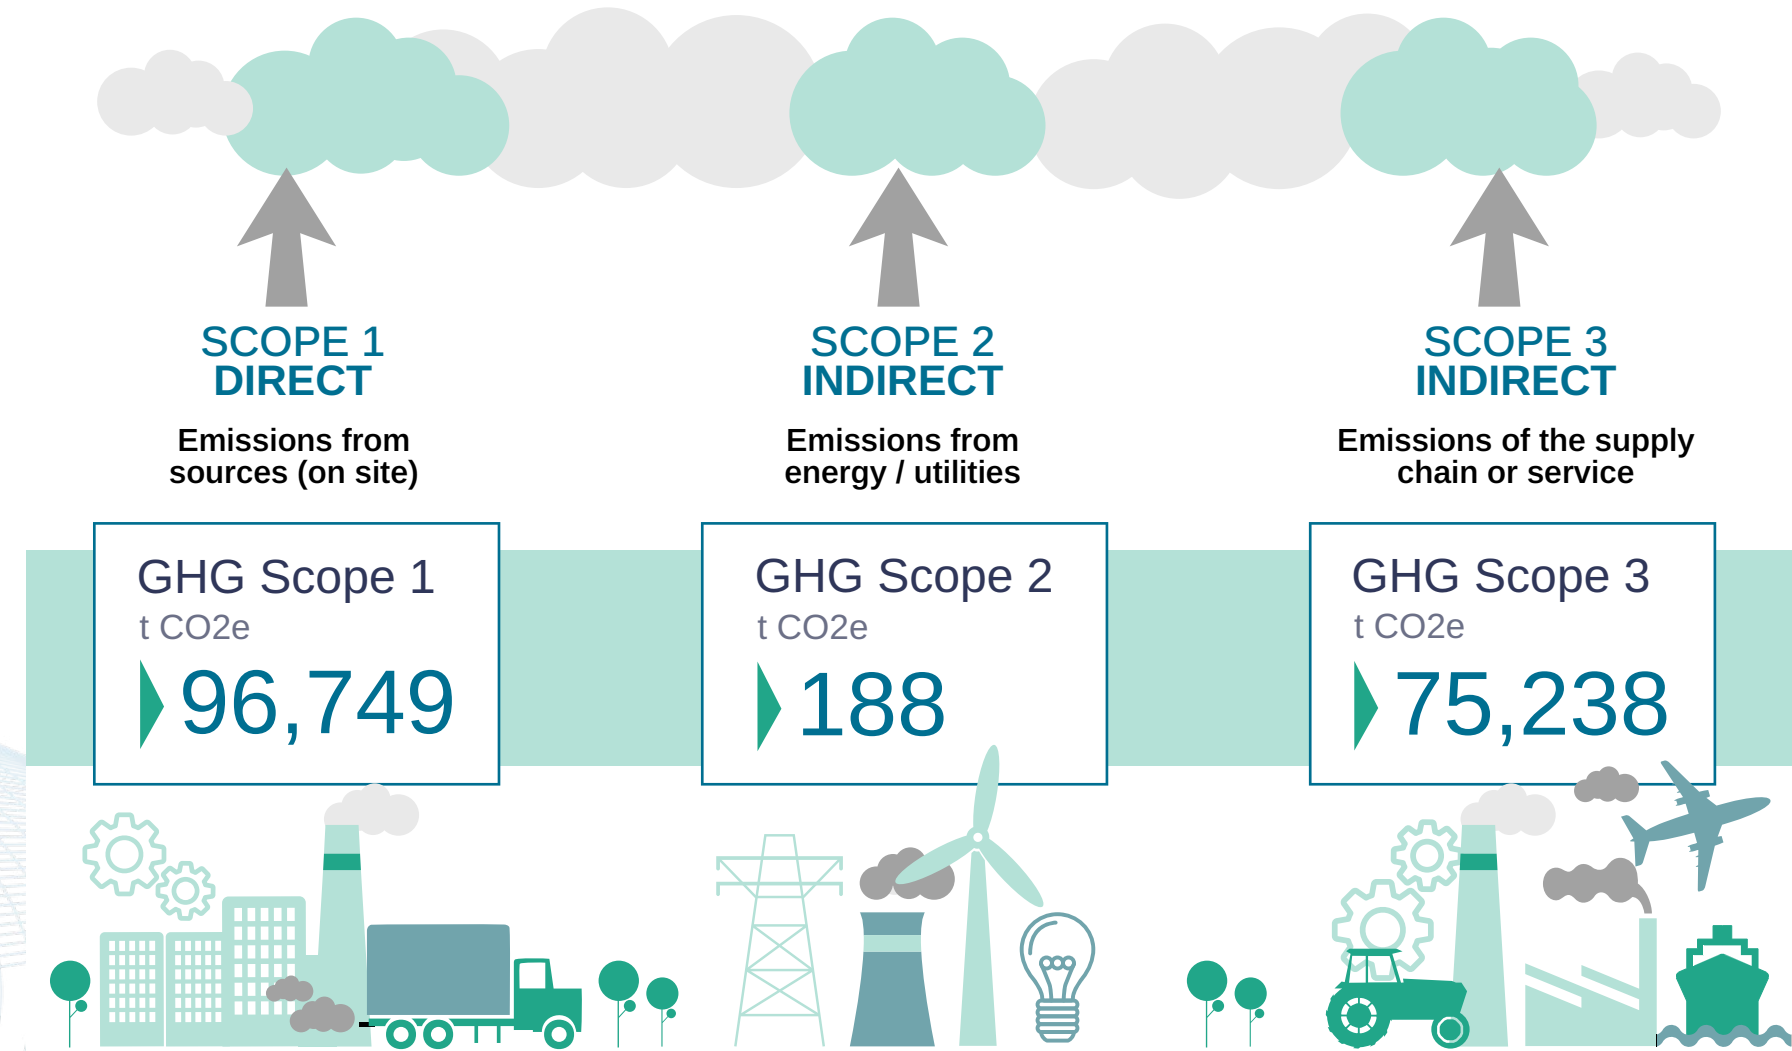 SCOPE 1
DIRECT
Emissions from
sources (on site)
GHG Scope 1
t CO2e
96,749
SCOPE 2
INDIRECT
Emissions from
energy / utilities
GHG Scope 2
t CO2e
188
SCOPE 3
INDIRECT
Emissions of the supply
chain or service
GHG Scope 3
t CO2e
75,238